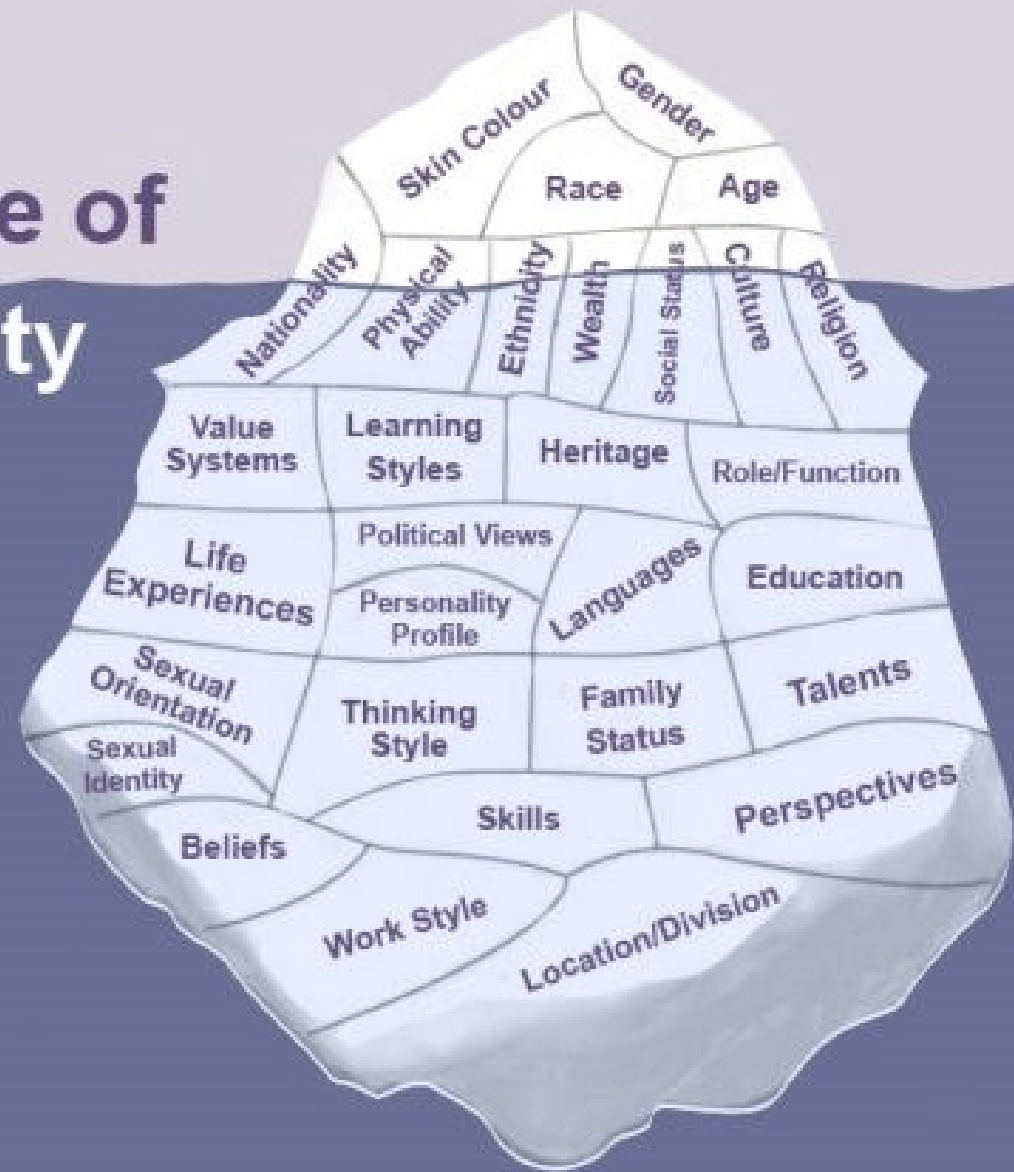 e of
ty
Skin Colour
Gender
Race
Age
Nationality
Physical
Ability
Ethnicity
Wealth
Social Status
Culture
Religion
Value
Systems
Learning
Styles
Heritage
Role/Function
Life
Experiences
Political Views
Personality
Profile
Languages
Education
Sexual
Orientation
Thinking
Style
Family
Status
Talents
Sexual
Identity
Skills
Perspectives
Beliefs
Work Style
Location/Division